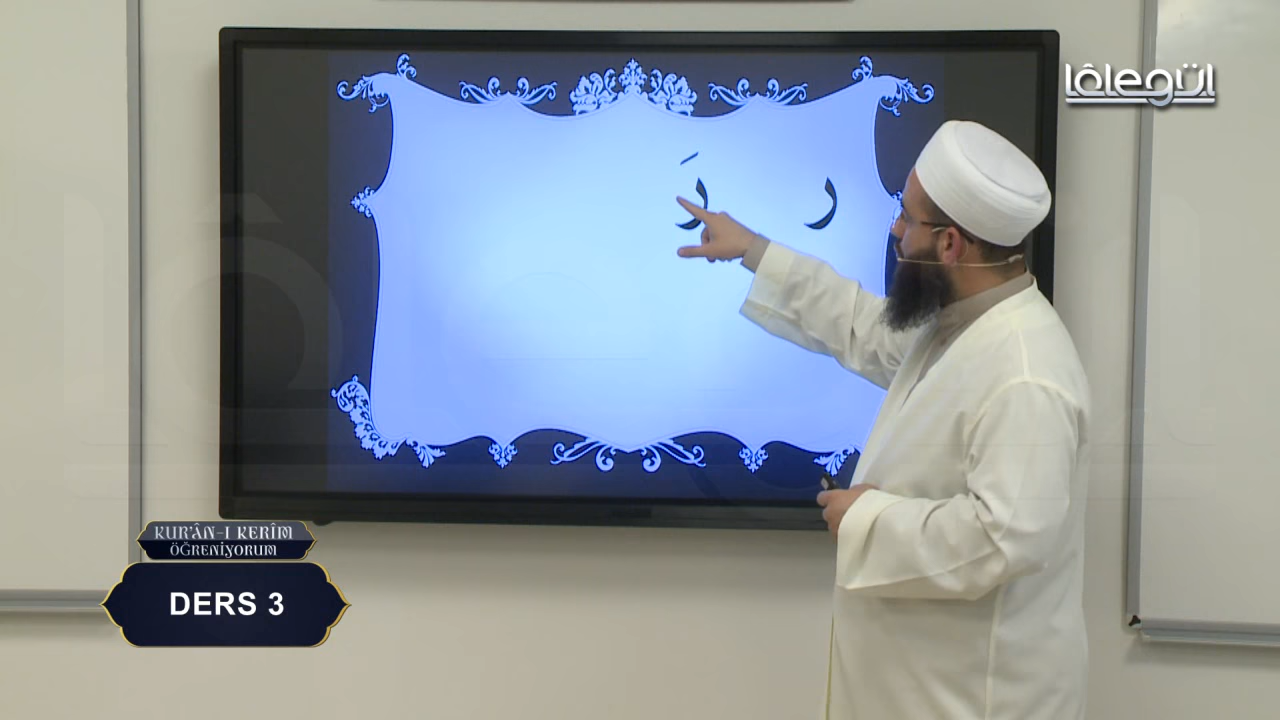 lâlegül
ر رَ
KUR'ÂN-I KERÎM
ÖĞRENİYORUM
DERS 3